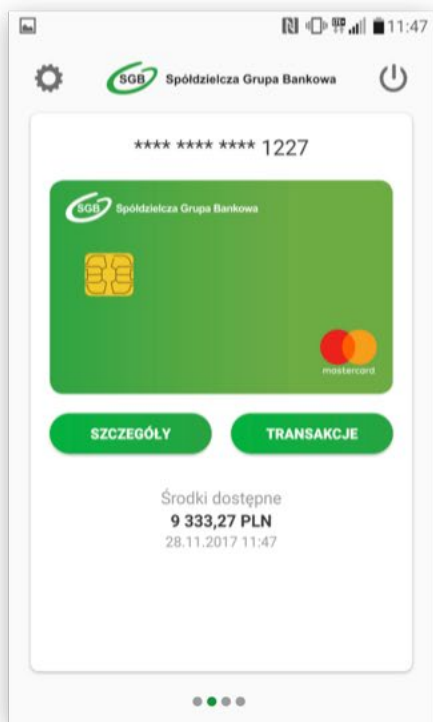 11:47
SGB Spółdzielcza Grupa Bankowa
**** **** **** 1227
SGB Spółdzielcza Grupa Bankowa
mastercard
SZCZEGÓŁY
TRANSAKCJE
Środki dostępne
9 333,27 PLN
28.11.2017 11:47